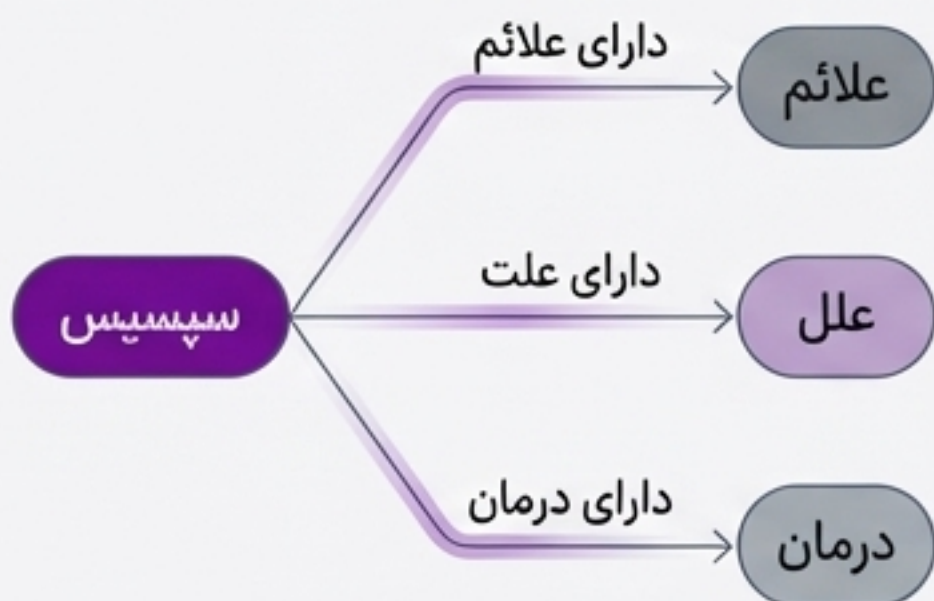 دارای علائم
علائم
سپسیس
دارای علت
علل
دارای درمان
درمان